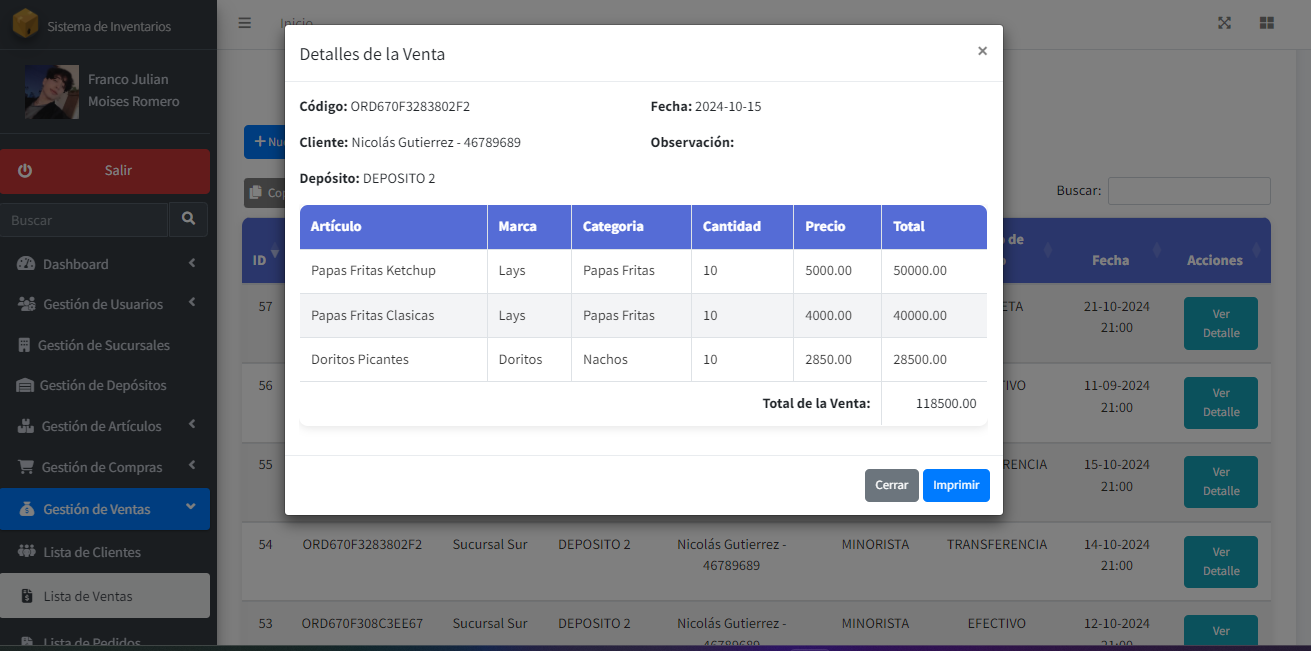 Sistema de Inventarios
Franco Julian
Moises Romero
Salir
Buscar
Dashboard
Gestión de Usuarios
Gestión de Sucursales
Gestión de Depósitos
Gestión de Artículos
Gestión de Compras
Gestión de Ventas
Lista de Clientes
Lista de Ventas
Lista de Pedidos
Inicio
Detalles de la Venta ×
Código: ORD670F3283802F2 Fecha: 2024-10-15
Cliente: Nicolás Gutierrez - 46789689 Observación:
Depósito: DEPOSITO 2
Artículo Marca Categoria Cantidad Precio Total
Papas Fritas Ketchup Lays Papas Fritas 10 5000.00 50000.00
Papas Fritas Clasicas Lays Papas Fritas 10 4000.00 40000.00
Doritos Picantes Doritos Nachos 10 2850.00 28500.00
Total de la Venta: 118500.00
Cerrar Imprimir
Buscar:
ID de Fecha Acciones
57 21-10-2024 Ver
21:00 Detalle
56 11-09-2024 Ver
21:00 Detalle
55 15-10-2024 Ver
21:00 Detalle
54 ORD670F3283802F2 Sucursal Sur DEPOSITO 2 Nicolás Gutierrez - MINORISTA TRANSFERENCIA 14-10-2024 Ver
46789689 21:00 Detalle
53 ORD670F308C3EE67 Sucursal Sur DEPOSITO 2 Nicolás Gutierrez - MINORISTA EFECTIVO 12-10-2024 Ver
46789689 21:00